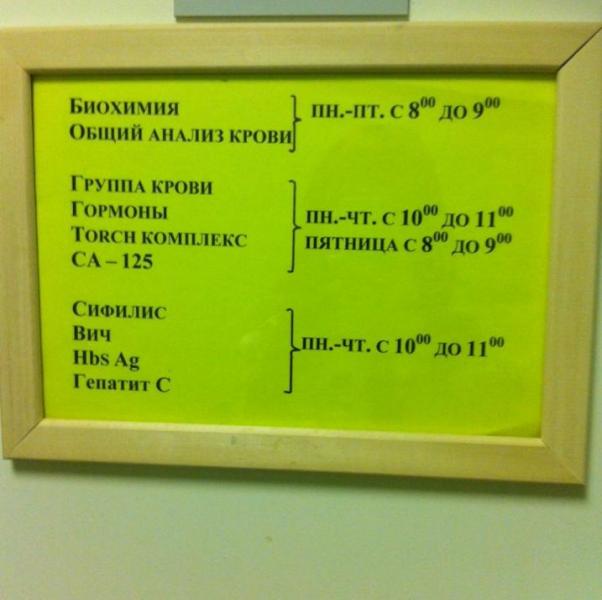 Биохимия
Общий анализ крови
пн.-пт. с 8⁰⁰ до 9⁰⁰
Группа крови
Гормоны
Torch комплекс
СА – 125
пн.-чт. с 10⁰⁰ до 11⁰⁰
пятница с 8⁰⁰ до 9⁰⁰
Сифилис
Вич
Hbs Ag
Гепатит С
пн.-чт. с 10⁰⁰ до 11⁰⁰